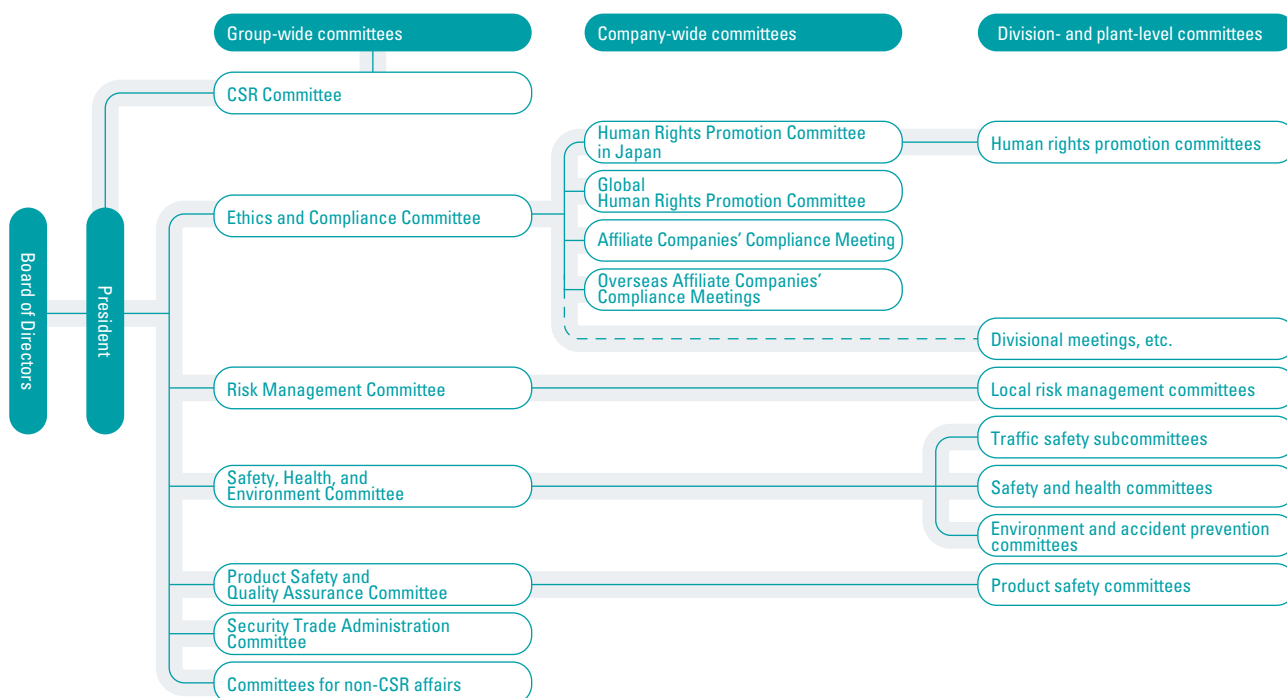 Group-wide committees
Company-wide committees
Division- and plant-level committees
CSR Committee
Human Rights Promotion Committee
in Japan
Human rights promotion committees
Global
Human Rights Promotion Committee
Ethics and Compliance Committee
Affiliate Companies’ Compliance Meeting
Overseas Affiliate Companies’
Compliance Meetings
Board of Directors
President
Divisional meetings, etc.
Risk Management Committee
Local risk management committees
Traffic safety subcommittees
Safety, Health, and
Environment Committee
Safety and health committees
Environment and accident prevention
committees
Product Safety and
Quality Assurance Committee
Product safety committees
Security Trade Administration
Committee
Committees for non-CSR affairs